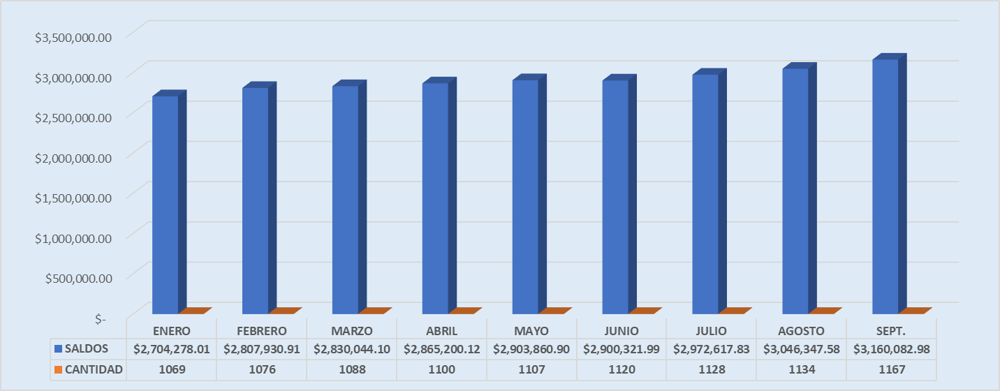 $3,500,000.00
$3,000,000.00
$2,500,000.00
$2,000,000.00
$1,500,000.00
$1,000,000.00
$500,000.00
$-
ENERO FEBRERO MARZO ABRIL MAYO JUNIO JULIO AGOSTO SEPT.
SALDOS $2,704,278.01 $2,807,930.91 $2,830,044.10 $2,865,200.12 $2,903,860.90 $2,900,321.99 $2,972,617.83 $3,046,347.58 $3,160,082.98
CANTIDAD 1069 1076 1088 1100 1107 1120 1128 1134 1167